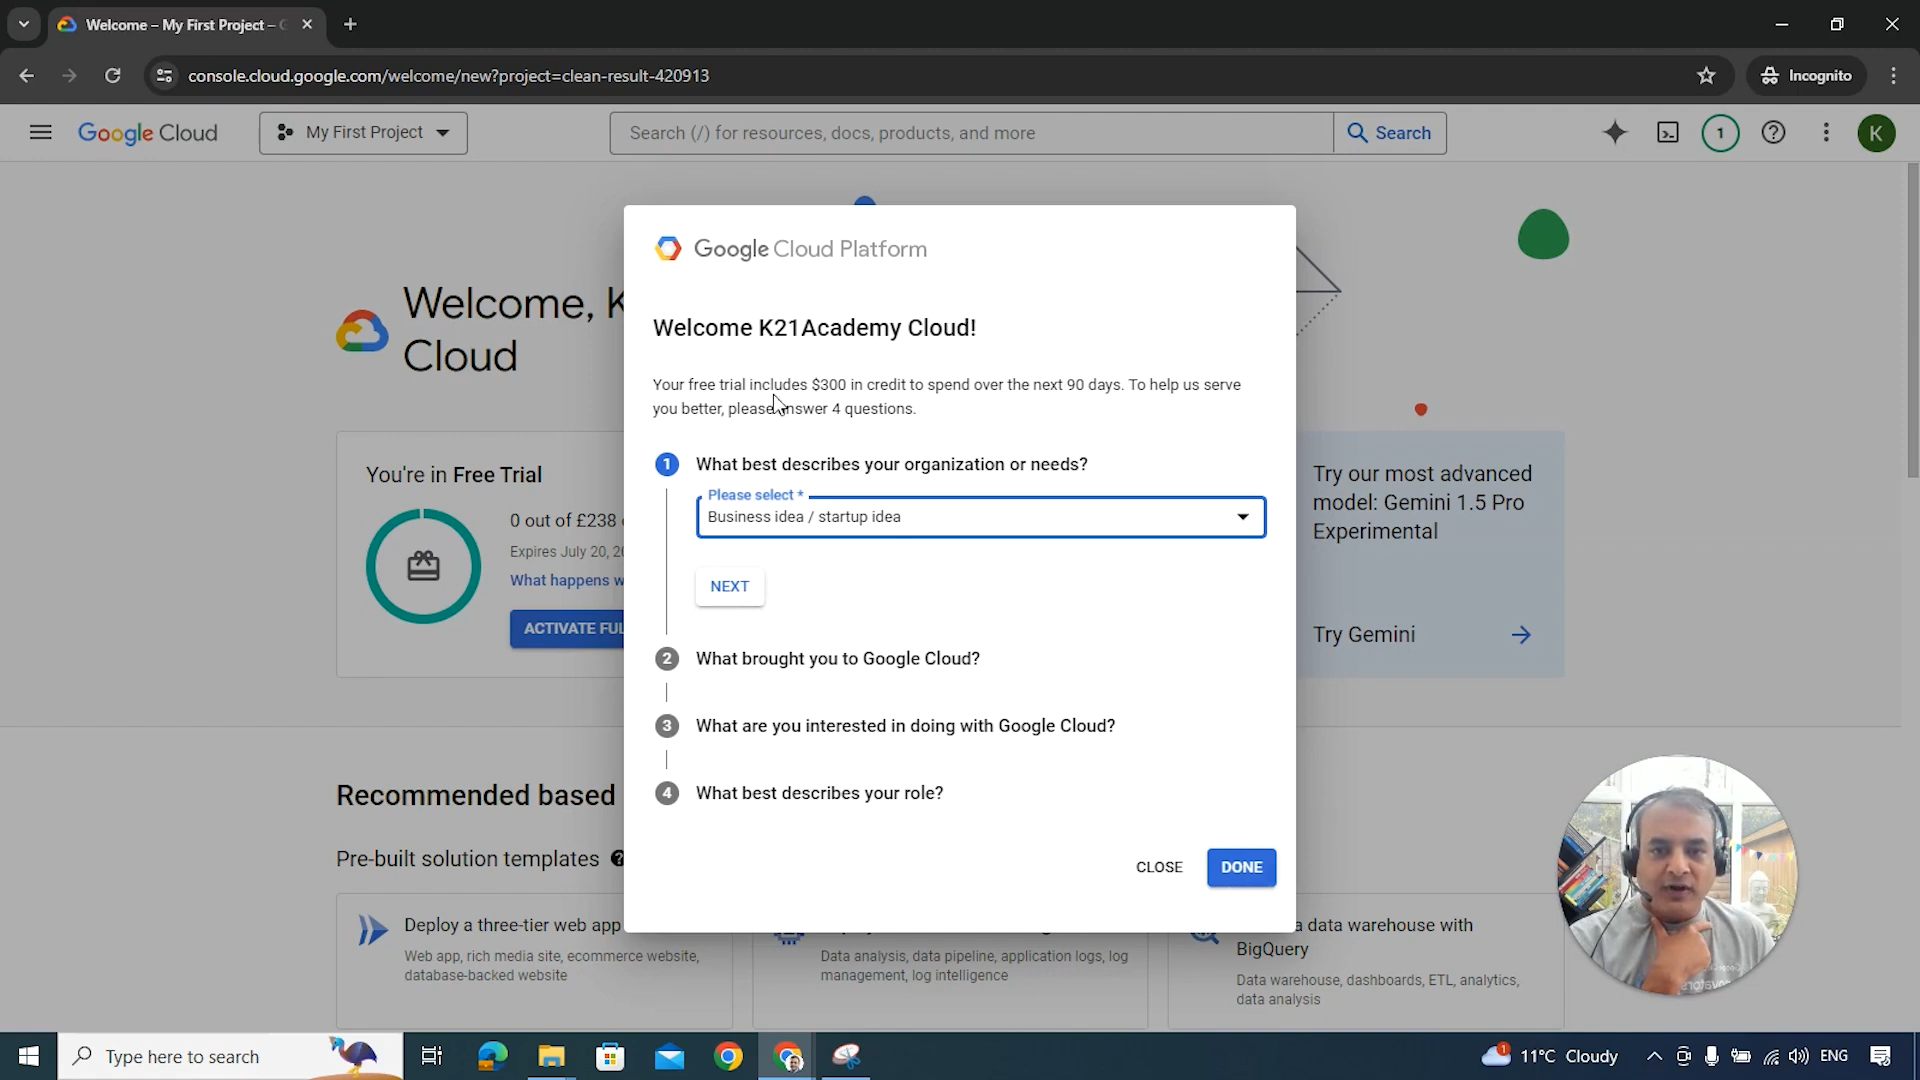 Welcome – My First Project –
console.cloud.google.com/welcome/new?project=clean-result-420913
Incognito
Google Cloud
My First Project
Search (/) for resources, docs, products, and more
Search
1
K
Welcome, K
Cloud
You're in Free Trial
0 out of £238
Expires July 20, 2
What happens w
ACTIVATE FUL
Google Cloud Platform
Welcome K21Academy Cloud!
Your free trial includes $300 in credit to spend over the next 90 days. To help us serve
you better, please answer 4 questions.
1 What best describes your organization or needs?
Please select *
Business idea / startup idea
NEXT
2 What brought you to Google Cloud?
3 What are you interested in doing with Google Cloud?
4 What best describes your role?
CLOSE
DONE
Try our most advanced
model: Gemini 1.5 Pro
Experimental
Try Gemini
Recommended based
Pre-built solution templates
Deploy a three-tier web app
Web app, rich media site, ecommerce website,
database-backed website
Data analysis, data pipeline, application logs, log
management, log intelligence
a data warehouse with
BigQuery
Data warehouse, dashboards, ETL, analytics,
data analysis
Type here to search
1
11°C Cloudy
ENG